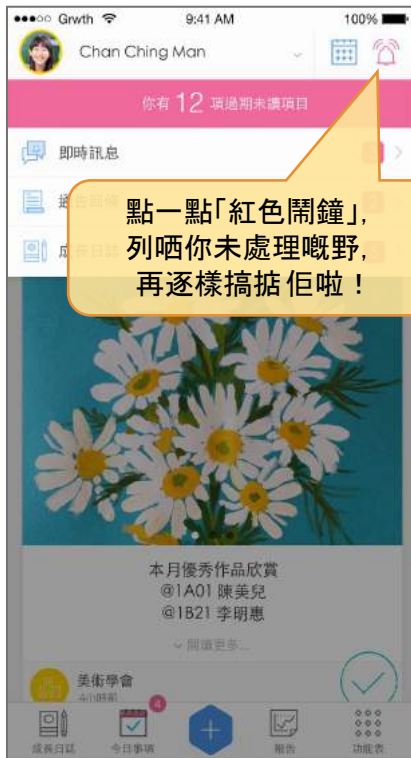 Grwth
9:41 AM
100%
Chan Ching Man
你有 12 項過期未讀項目
即時訊息
點一點「紅色鬧鐘」,
列哂你未處理嘅野,
再逐樣搞掂佢啦！
本月優秀作品欣賞
@1A01 陳美兒
@1B21 李明惠
閱讀更多...
美術學會
4小時前
4
成長日誌
今日事項
報告
功能表